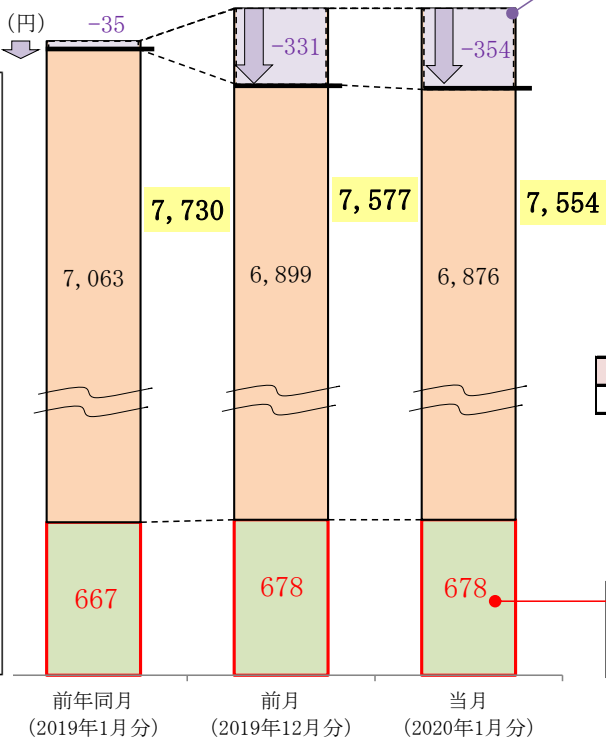 (円)
-35
-331
-354
7,730
7,577
7,554
7,063
6,899
6,876
667
678
678
前年同月
(2019年1月分)
前月
(2019年12月分)
当月
(2020年1月分)